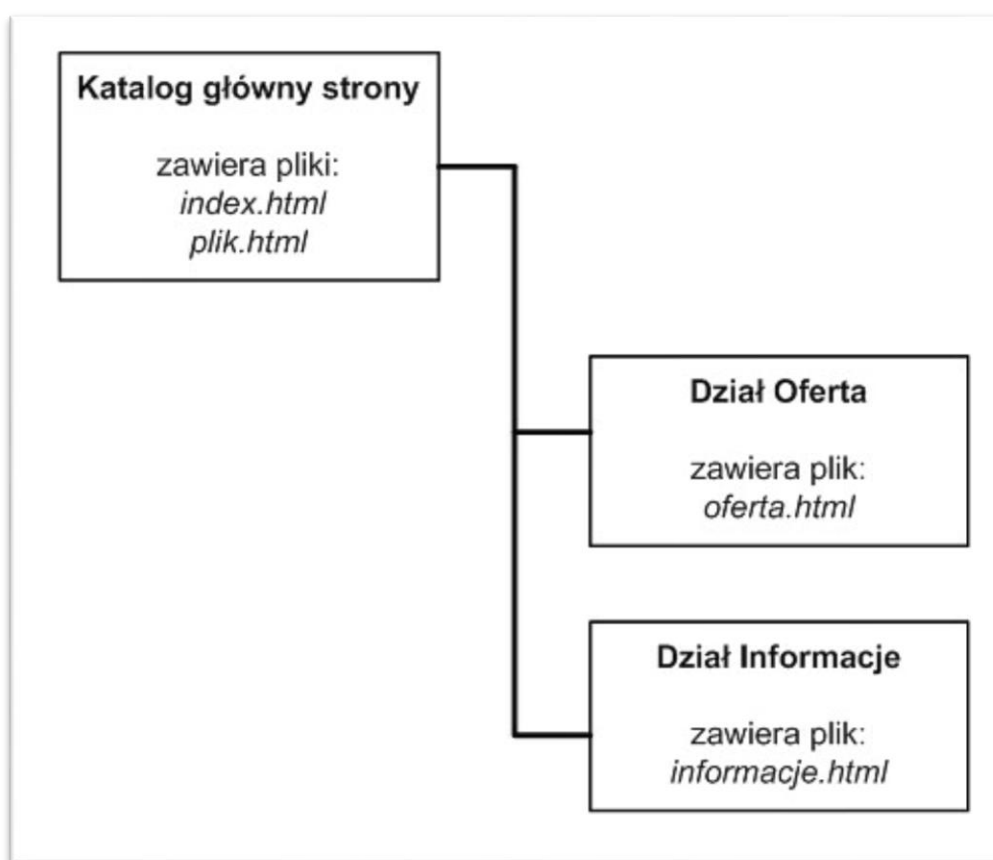 Katalog główny strony
zawiera pliki:
index.html
plik.html
Dział Oferta
zawiera plik:
oferta.html
Dział Informacje
zawiera plik:
informacje.html